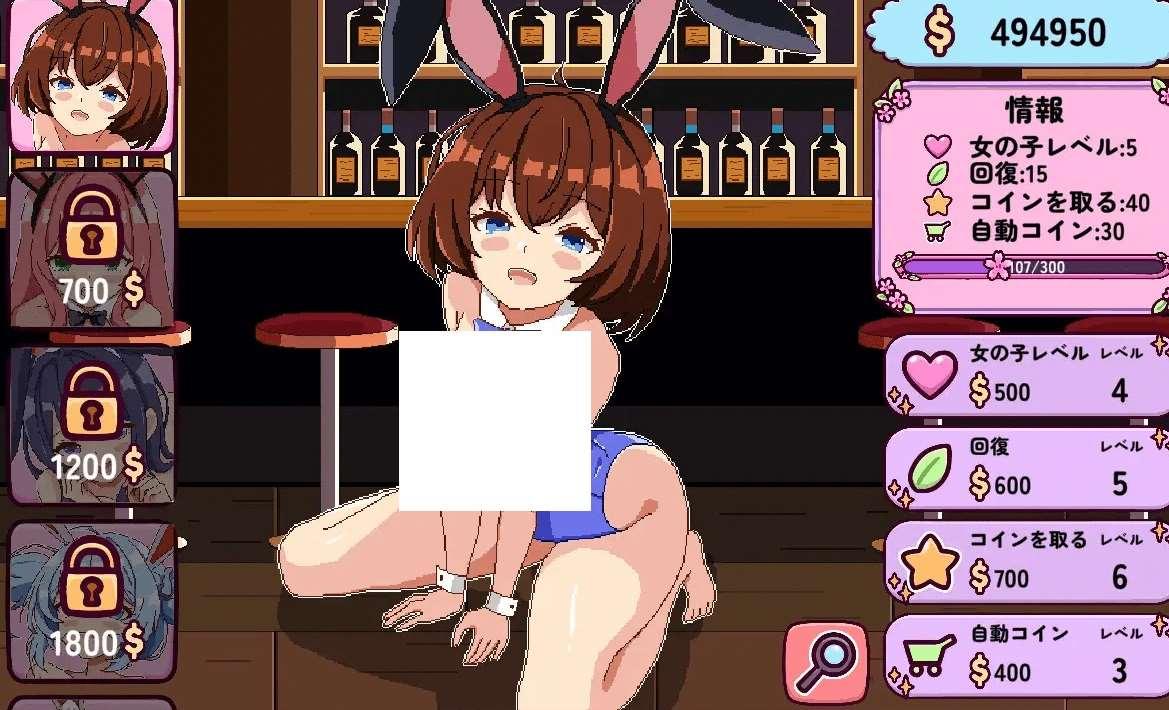 $ 494950
情報
女の子レベル:5
回復:15
コインを取る:40
自動コイン:30
107/300
700 $
1200 $
1800 $
女の子レベル レベル
$ 500 4
回復 レベル
$ 600 5
コインを取る レベル
$ 700 6
自動コイン レベル
$ 400 3